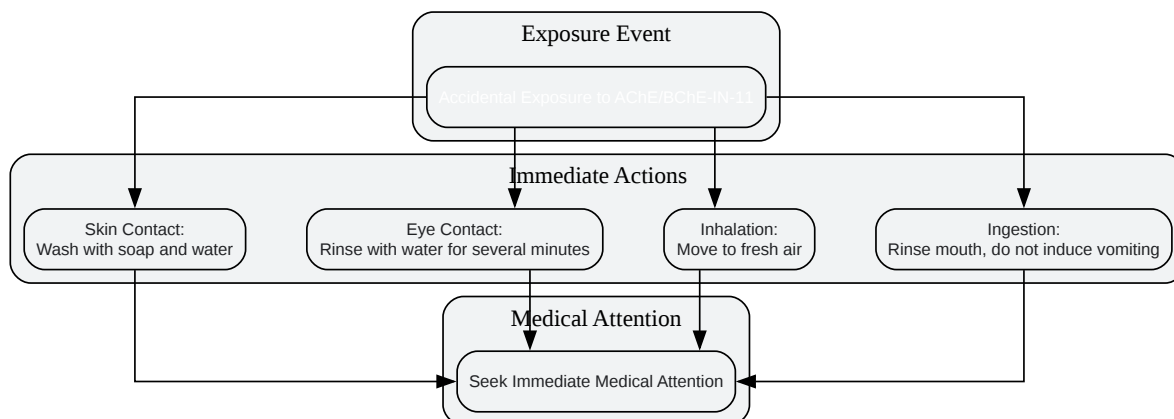 Exposure Event
Accidental Exposure to AChE/BChE-IN-11
Immediate Actions
Skin Contact:
Wash with soap and water
Eye Contact:
Rinse with water for several minutes
Inhalation:
Move to fresh air
Ingestion:
Rinse mouth, do not induce vomiting
Medical Attention
Seek Immediate Medical Attention